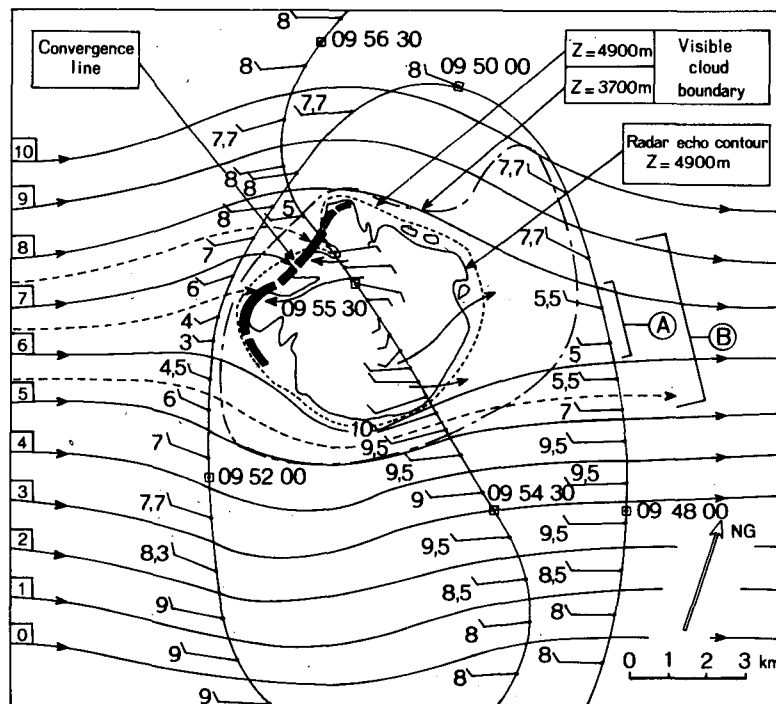 8
09 56 30
8
Convergence
line
Z = 4900m
Z = 3700m
Visible
cloud
boundary
8
09 50 00
7,7
7,7
Radar echo contour
Z = 4900m
10
8
8
7,7
9
8
5
7,7
8
7
7
6
09 55 30
5,5
A
B
4
6
3
5
4,5
5,5
5
6
7
10
9,5
4
7
9,5
9,5
9,5
3
09 52 00
9
09 54 30
09 48 00
7,7
9,5
9,5
NG
2
8,3
8,5
8,5
1
9
8
8
0
9
8
8
9
0 1 2 3 km